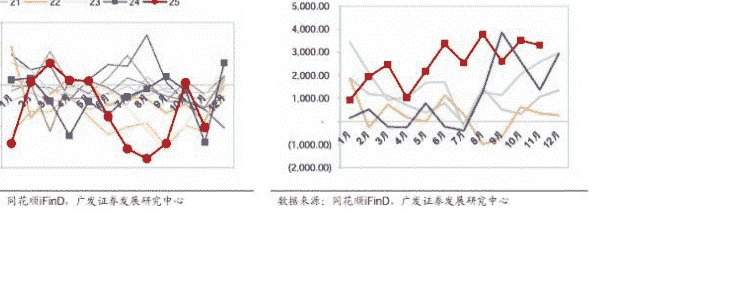 21 22 23 24 25
5,000.00
4,000.00
3,000.00
2,000.00
1,000.00
-
(1,000.00)
(2,000.00)
1月 2月 3月 4月 5月 6月 7月 8月 9月 10月 11月 12月
同花顺iFinD，广发证券发展研究中心
数据来源：同花顺iFinD，广发证券发展研究中心